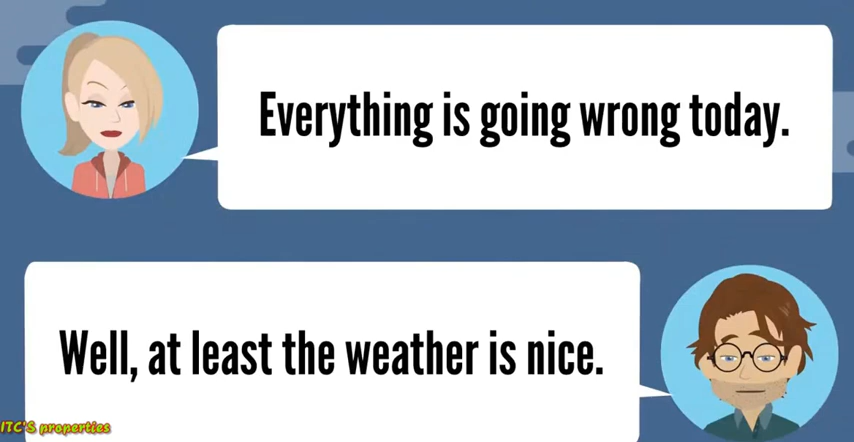 Everything is going wrong today.
Well, at least the weather is nice.
ITC'S properties